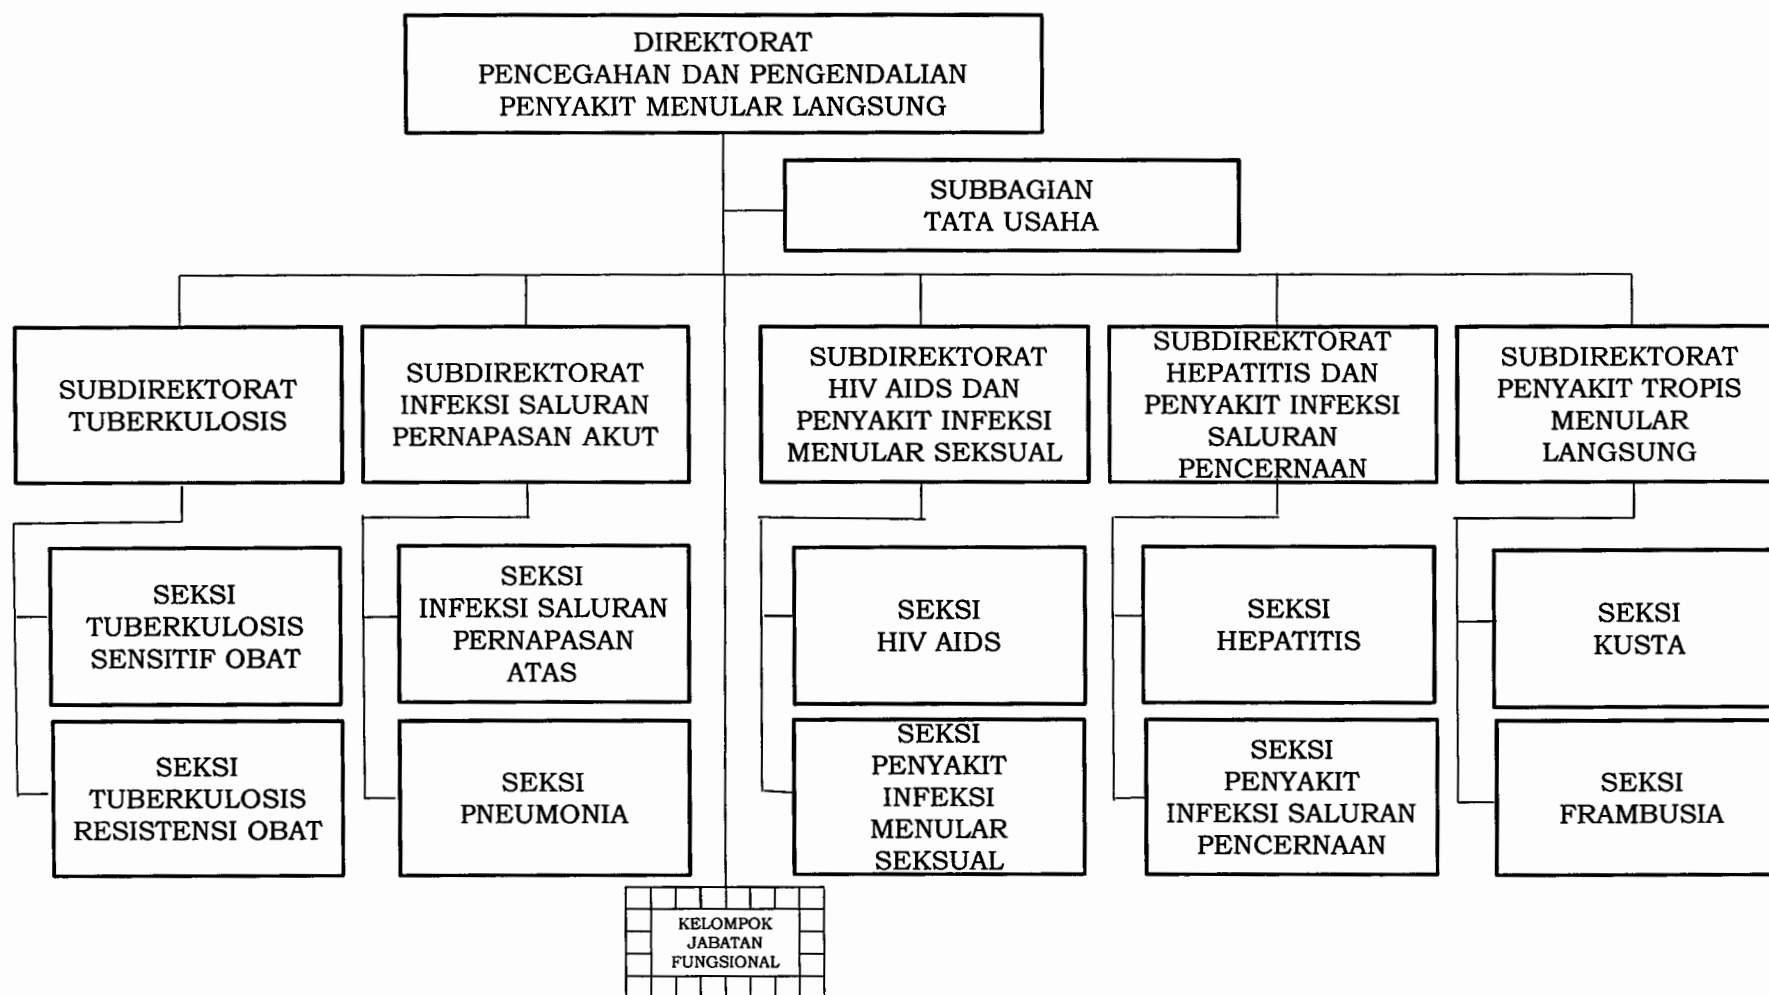 DIREKTORAT
PENCEGAHAN DAN PENGENDALIAN
PENYAKIT MENULAR LANGSUNG
SUBBAGIAN
TATA USAHA
SUBDIREKTORAT
TUBERKULOSIS
SUBDIREKTORAT
INFEKSI SALURAN
PERNAPASAN AKUT
SUBDIREKTORAT
HIV AIDS DAN
PENYAKIT INFEKSI
MENULAR SEKSUAL
SUBDIREKTORAT
HEPATITIS DAN
PENYAKIT INFEKSI
SALURAN
PENCERNAAN
SUBDIREKTORAT
PENYAKIT TROPIS
MENULAR
LANGSUNG
SEKSI
TUBERKULOSIS
SENSITIF OBAT
SEKSI
INFEKSI SALURAN
PERNAPASAN
ATAS
SEKSI
HIV AIDS
SEKSI
HEPATITIS
SEKSI
KUSTA
SEKSI
TUBERKULOSIS
RESISTENSI OBAT
SEKSI
PNEUMONIA
SEKSI
PENYAKIT
INFEKSI
MENULAR
SEKSUAL
SEKSI
PENYAKIT
INFEKSI SALURAN
PENCERNAAN
SEKSI
FRAMBUSIA
KELOMPOK
JABATAN
FUNGSIONAL